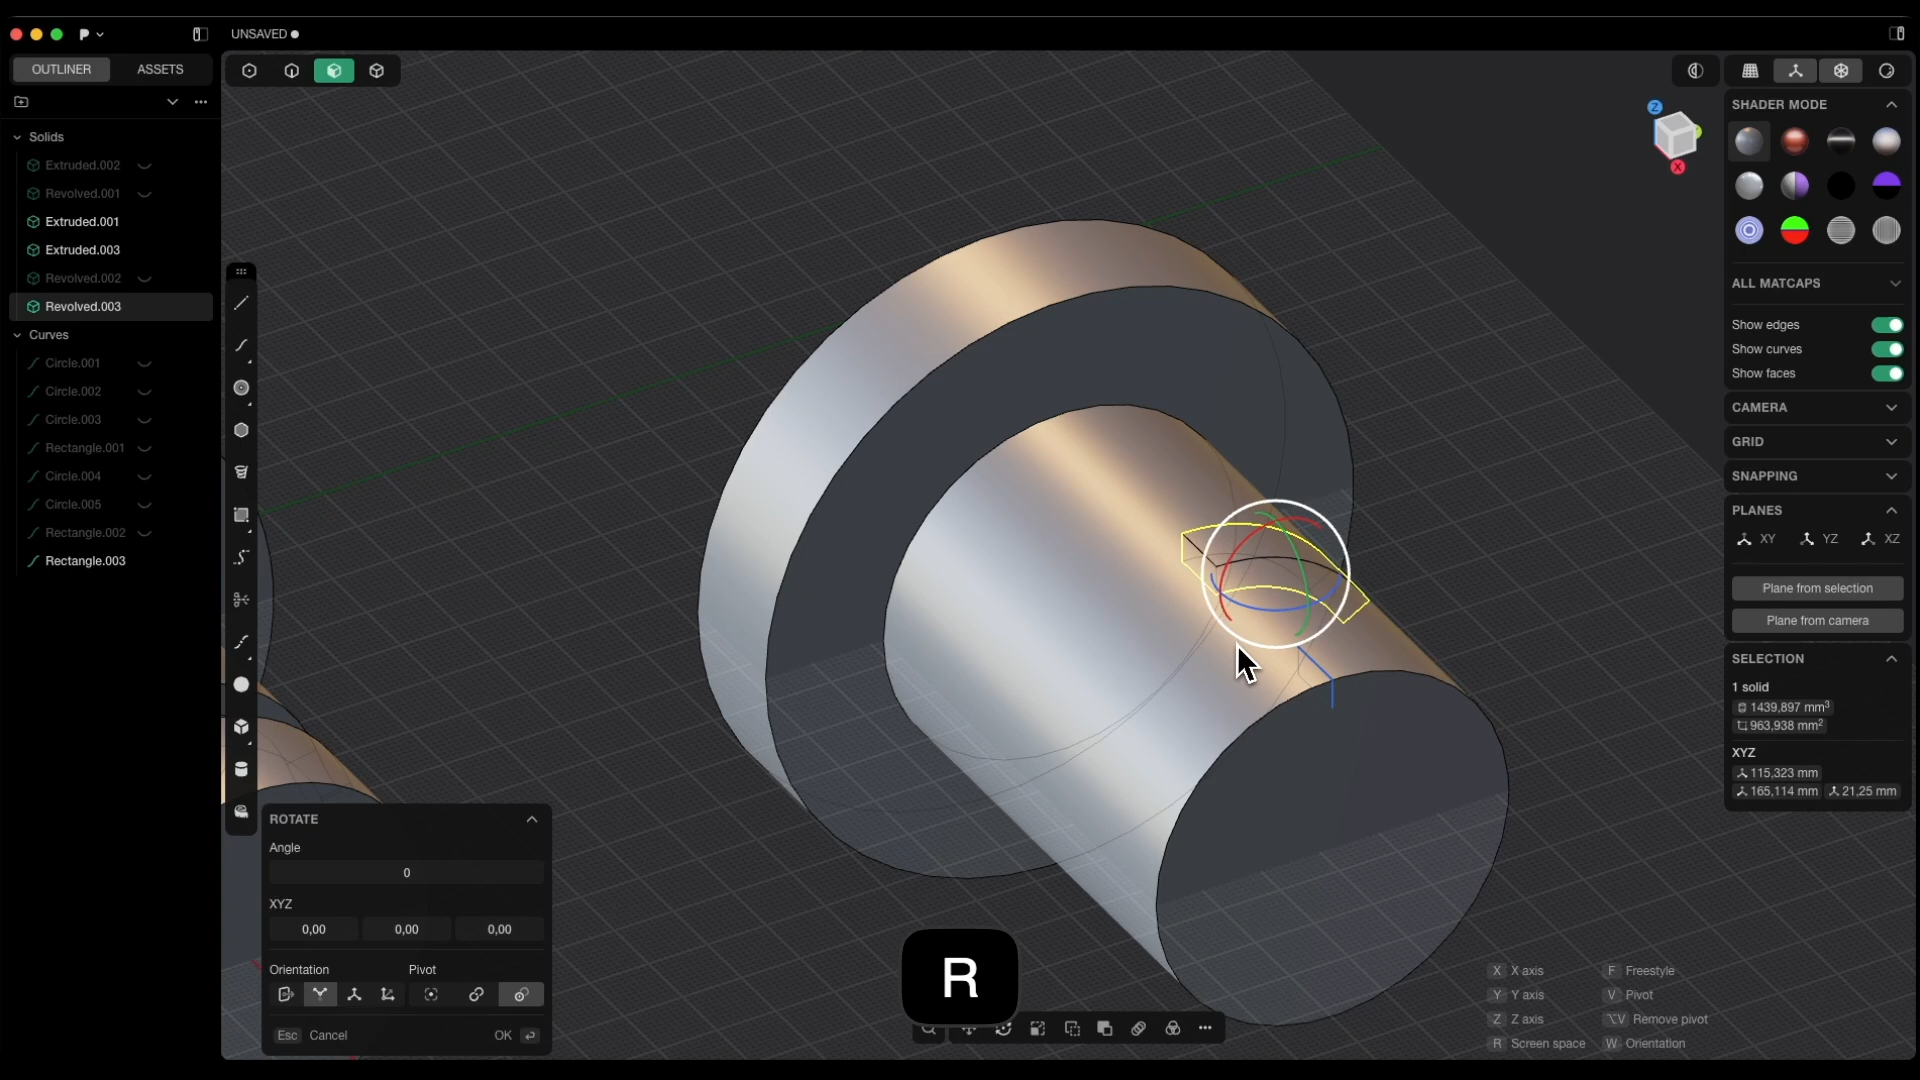 UNSAVED
OUTLINER
ASSETS
Solids
Extruded.002
Revolved.001
Extruded.001
Extruded.003
Revolved.002
Revolved.003
Curves
Circle.001
Circle.002
Circle.003
Rectangle.001
Circle.004
Circle.005
Rectangle.002
Rectangle.003
ROTATE
Angle
0
XYZ
0,00 0,00 0,00
Orientation Pivot
Esc Cancel OK
R
Z
X
X X axis F Freestyle
Y Y axis V Pivot
Z Z axis ⌥V Remove pivot
R Screen space W Orientation
SHADER MODE
ALL MATCAPS
Show edges
Show curves
Show faces
CAMERA
GRID
SNAPPING
PLANES
XY YZ XZ
Plane from selection
Plane from camera
SELECTION
1 solid
1439,897 mm³
963,938 mm²
XYZ
115,323 mm
165,114 mm 21,25 mm